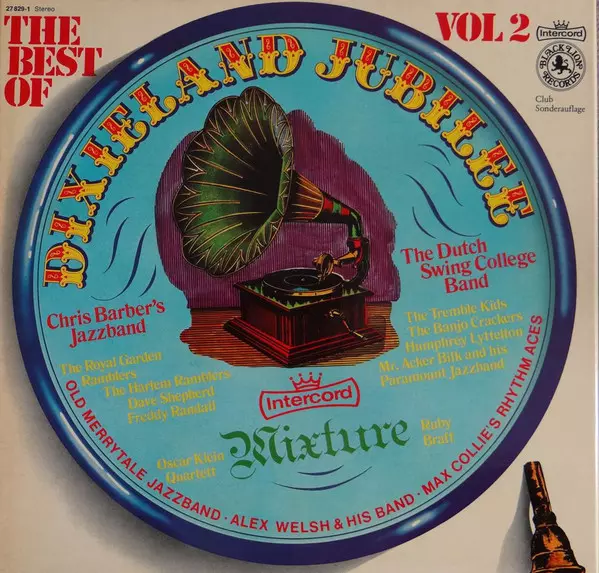 27 829-1 Stereo
THE
BEST
OF
VOL 2
Intercord
BLACK LION
RECORDS
Club
Sonderauflage
DIXIELAND JUBILEE
Chris Barber's
Jazzband
The Dutch
Swing College
Band
The Royal Garden
Ramblers
The Harlem Ramblers
Dave Shepherd
Freddy Randall
The Tremble Kids
The Banjo Crackers
Humphray Lyttelton
Mr. Acker Bilk and his
Paramount Jazzband
Intercord
Mixture
Oscar Klein
Quartett
Ruby
Braff
OLD MERRYTALE JAZZBAND · ALEX WELSH & HIS BAND · MAX COLLIE'S RHYTHM ACES